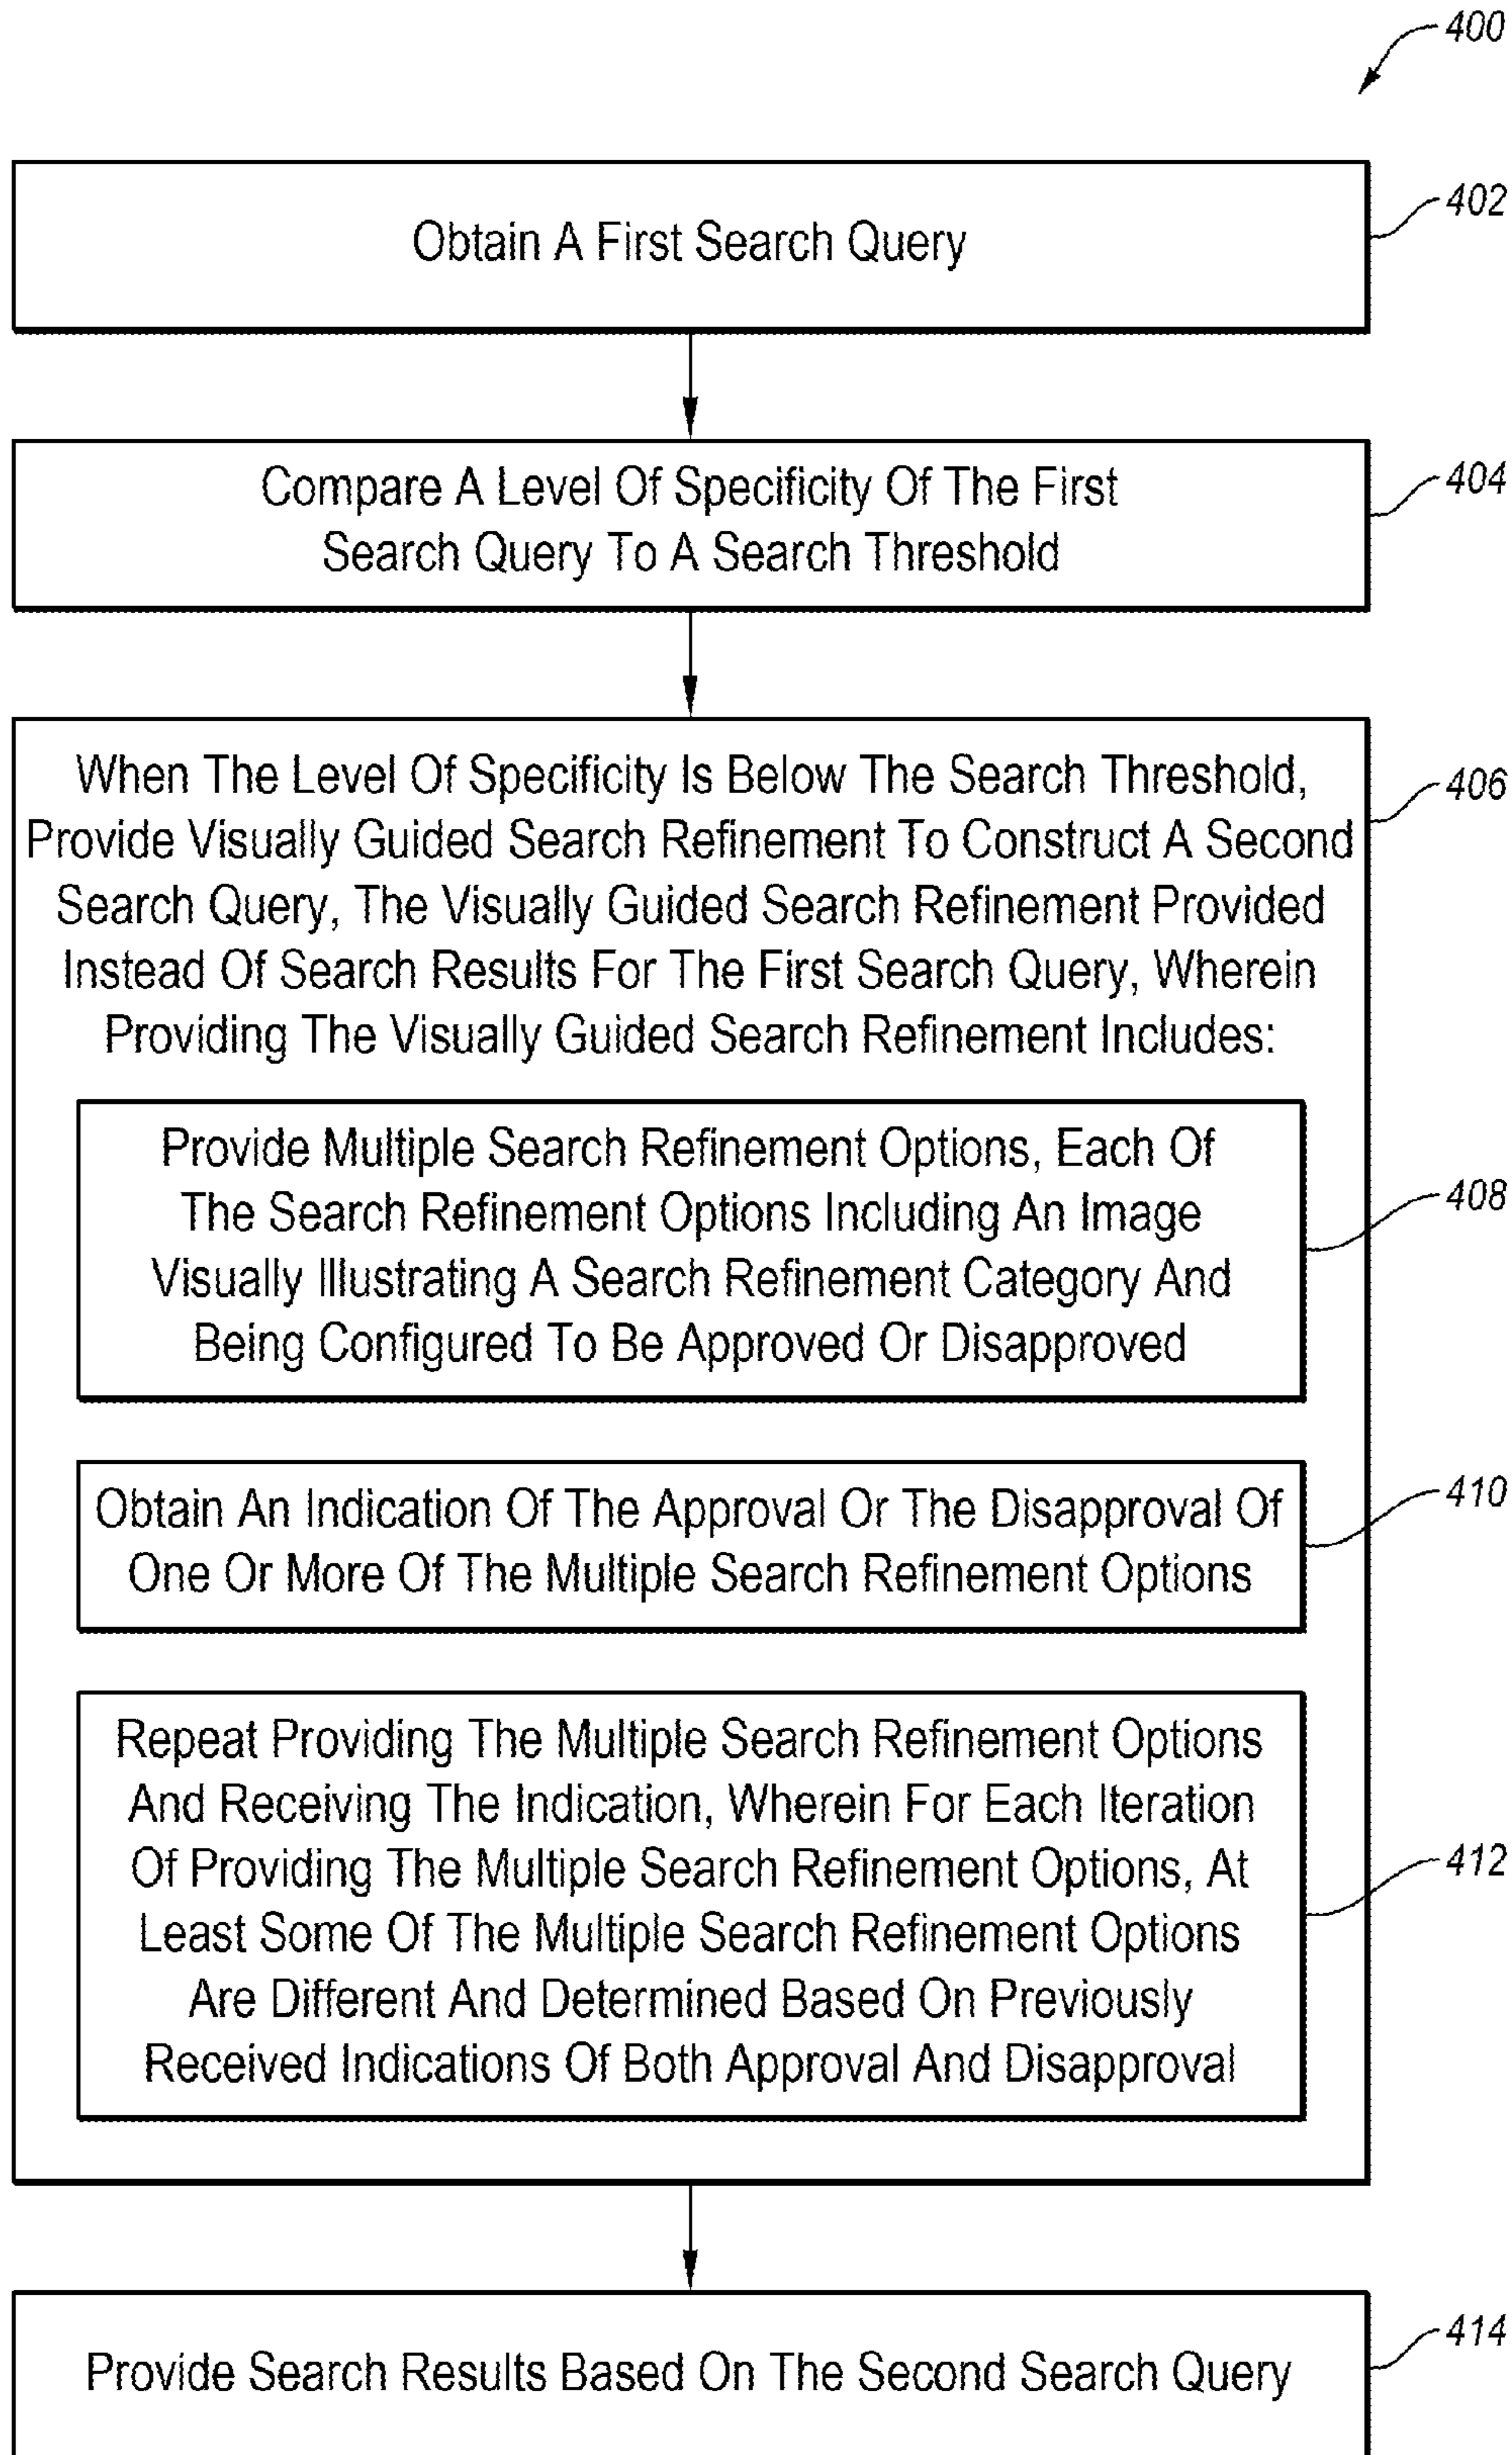 400
Obtain A First Search Query
402
Compare A Level Of Specificity Of The First
Search Query To A Search Threshold
404
When The Level Of Specificity Is Below The Search Threshold,
Provide Visually Guided Search Refinement To Construct A Second
Search Query, The Visually Guided Search Refinement Provided
Instead Of Search Results For The First Search Query, Wherein
Providing The Visually Guided Search Refinement Includes:
406
Provide Multiple Search Refinement Options, Each Of
The Search Refinement Options Including An Image
Visually Illustrating A Search Refinement Category And
Being Configured To Be Approved Or Disapproved
408
Obtain An Indication Of The Approval Or The Disapproval Of
One Or More Of The Multiple Search Refinement Options
410
Repeat Providing The Multiple Search Refinement Options
And Receiving The Indication, Wherein For Each Iteration
Of Providing The Multiple Search Refinement Options, At
Least Some Of The Multiple Search Refinement Options
Are Different And Determined Based On Previously
Received Indications Of Both Approval And Disapproval
412
Provide Search Results Based On The Second Search Query
414